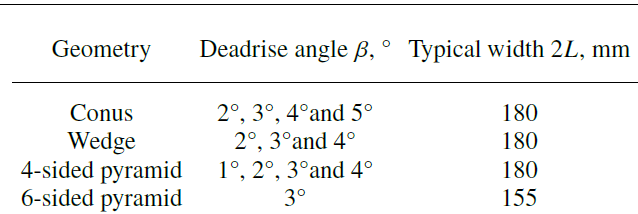 Geometry Deadrise angle β, ° Typical width 2L, mm
Conus 2°, 3°, 4°and 5° 180
Wedge 2°, 3°and 4° 180
4-sided pyramid 1°, 2°, 3°and 4° 180
6-sided pyramid 3° 155